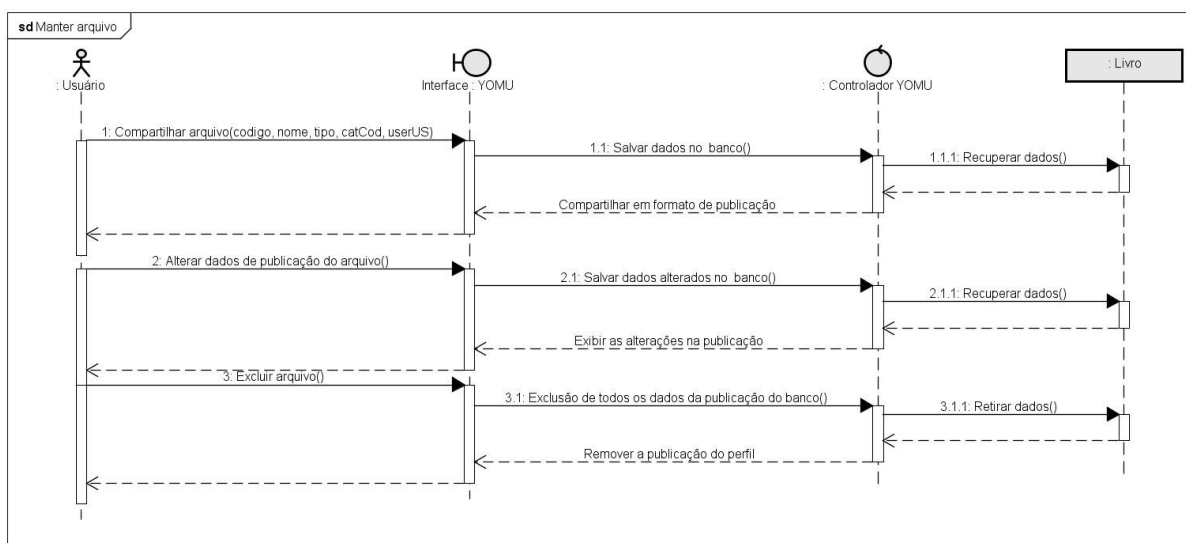 sd Manter arquivo
: Usuário
Interface : YOMU
: Controlador YOMU
: Livro
1: Compartilhar arquivo(codigo, nome, tipo, catCod, userUS)
1.1: Salvar dados no banco()
1.1.1: Recuperar dados()
Compartilhar em formato de publicação
2: Alterar dados de publicação do arquivo()
2.1: Salvar dados alterados no banco()
2.1.1: Recuperar dados()
Exibir as alterações na publicação
3: Excluir arquivo()
3.1: Exclusão de todos os dados da publicação do banco()
3.1.1: Retirar dados()
Remover a publicação do perfil